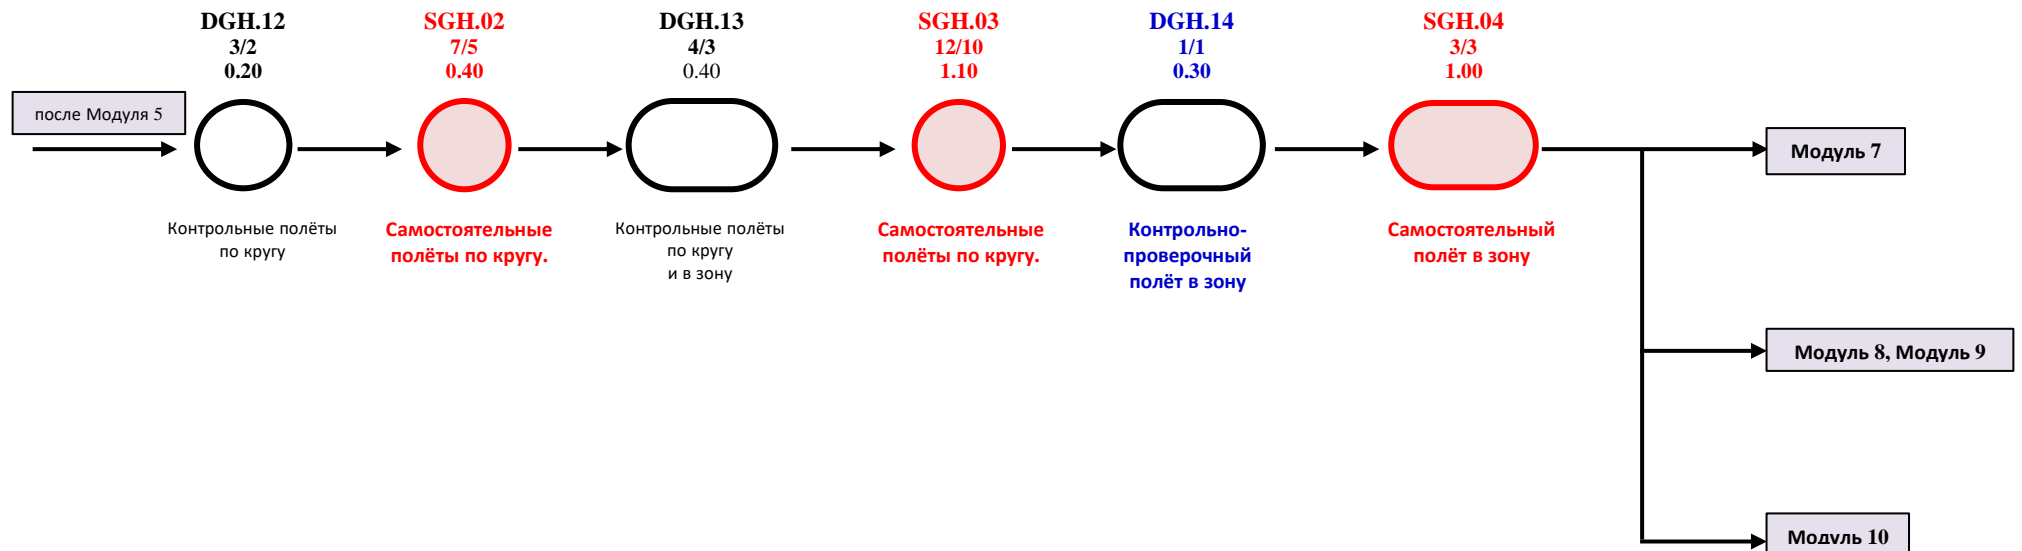 DGH.12
3/2
0.20
SGH.02
7/5
0.40
DGH.13
4/3
0.40
SGH.03
12/10
1.10
DGH.14
1/1
0.30
SGH.04
3/3
1.00
после Модуля 5
Контрольные полёты
по кругу
Самостоятельные
полёты по кругу.
Контрольные полёты
по кругу
и в зону
Самостоятельные
полёты по кругу.
Контрольно-
проверочный
полёт в зону
Самостоятельный
полёт в зону
Модуль 7
Модуль 8, Модуль 9
Модуль 10